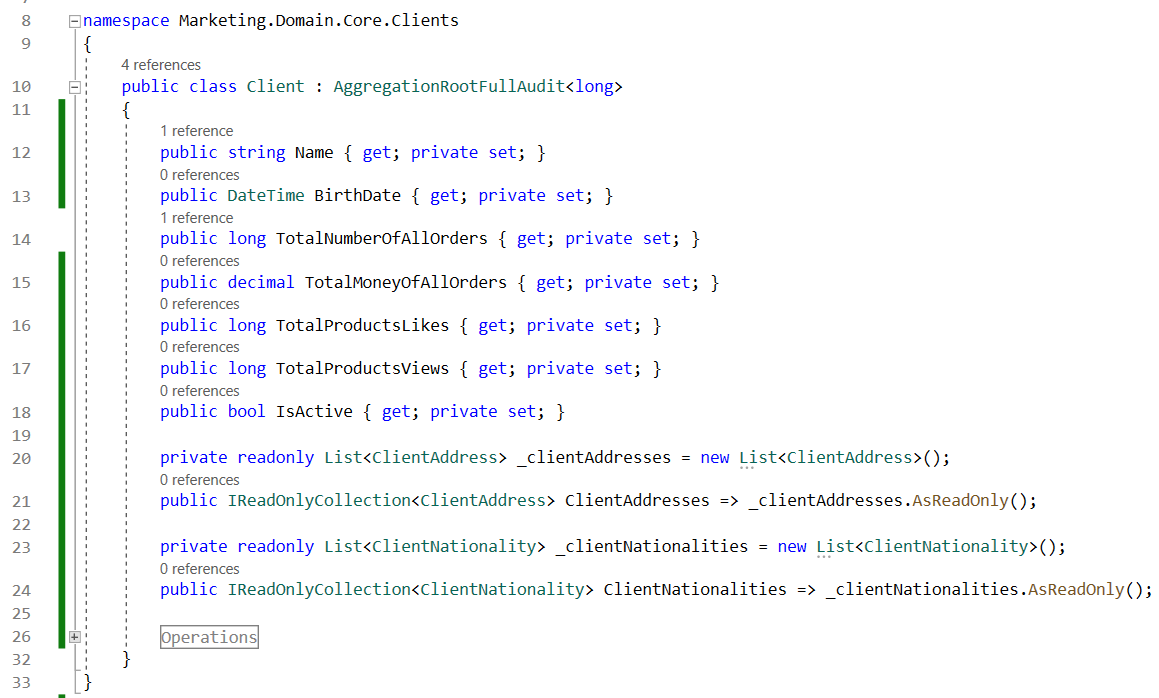 8 namespace Marketing.Domain.Core.Clients
9 {
4 references
10 public class Client : AggregationRootFullAudit<long>
11 {
1 reference
12 public string Name { get; private set; }
0 references
13 public DateTime BirthDate { get; private set; }
1 reference
14 public long TotalNumberOfAllOrders { get; private set; }
0 references
15 public decimal TotalMoneyOfAllOrders { get; private set; }
0 references
16 public long TotalProductsLikes { get; private set; }
0 references
17 public long TotalProductsViews { get; private set; }
0 references
18 public bool IsActive { get; private set; }
19
20 private readonly List<ClientAddress> _clientAddresses = new List<ClientAddress>();
0 references
21 public IReadOnlyCollection<ClientAddress> ClientAddresses => _clientAddresses.AsReadOnly();
22
23 private readonly List<ClientNationality> _clientNationalities = new List<ClientNationality>();
0 references
24 public IReadOnlyCollection<ClientNationality> ClientNationalities => _clientNationalities.AsReadOnly();
25
26 Operations
32 }
33 }